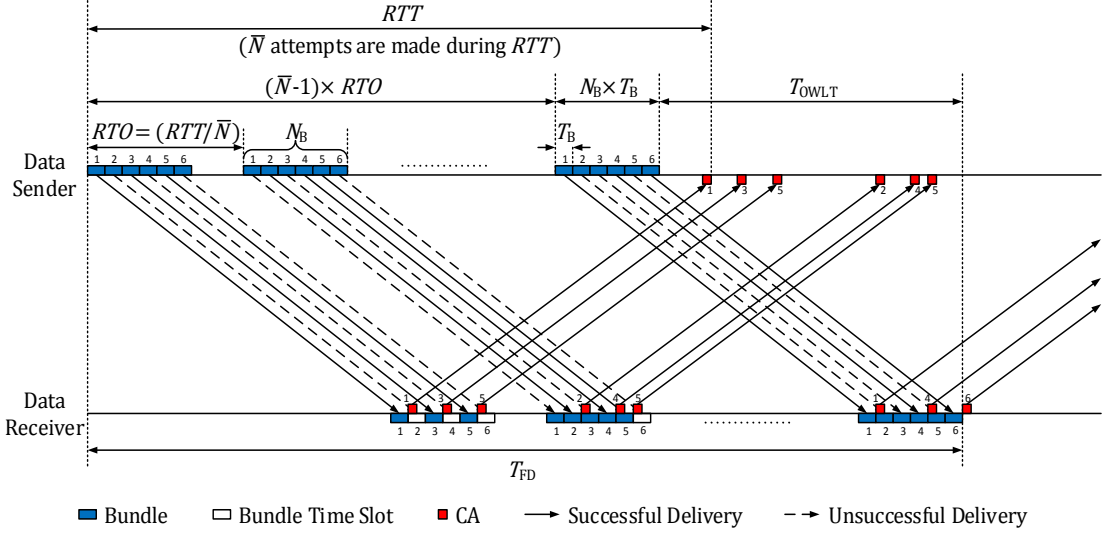 RTT
(N̅ attempts are made during RTT)
(N̅-1)× RTO
N_B × T_B
T_OWLT
RTO = (RTT/N̅)
N_B
T_B
1 2 3 4 5 6
1 2 3 4 5 6
1 2 3 4 5 6
Data
Sender
1 3 5 2 4 5
1 3 5
2 4 5
1 4 6
Data
Receiver
1 2 3 4 5 6
1 2 3 4 5 6
1 2 3 4 5 6
T_FD
Bundle
Bundle Time Slot
CA
Successful Delivery
Unsuccessful Delivery